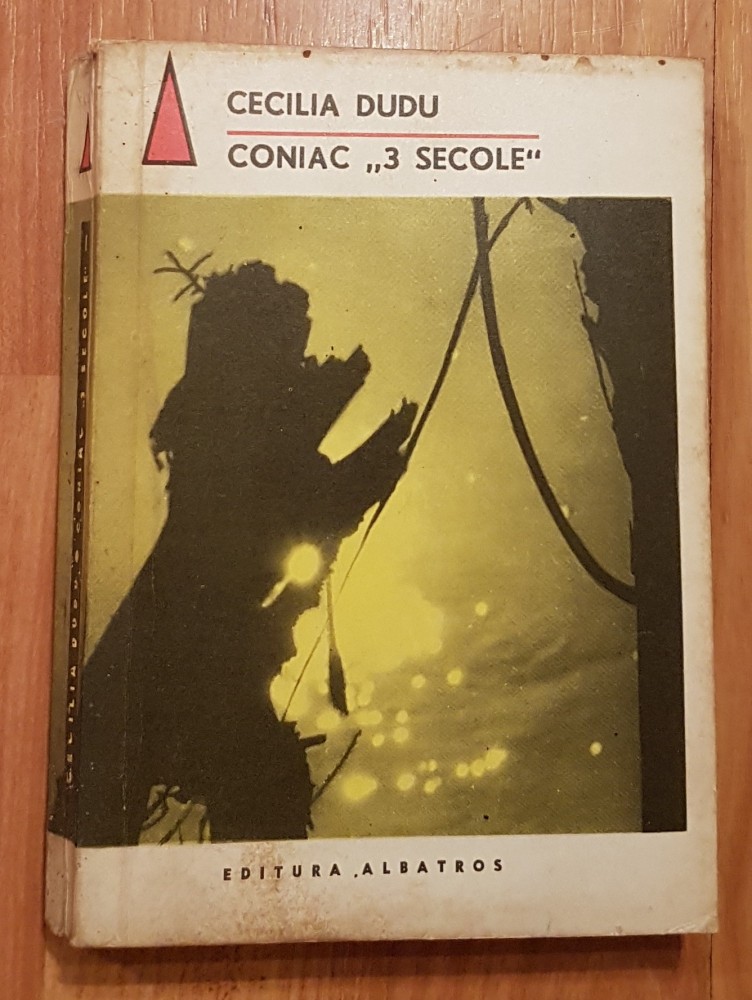 CECILIA DUDU
CONIAC „3 SECOLE“
EDITURA ALBATROS
CECILIA DUDU • CONIAC „3 SECOLE“